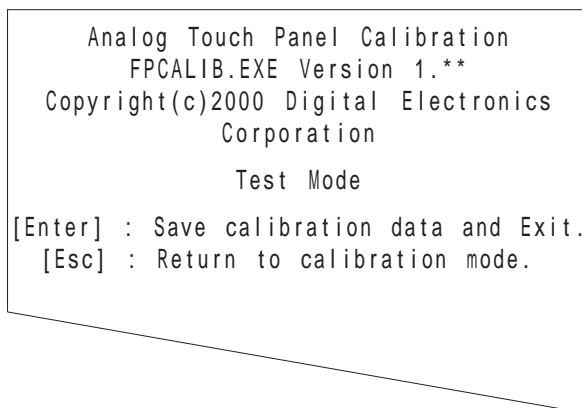 Analog Touch Panel Calibration
FPCALIB.EXE Version 1.**
Copyright(c)2000 Digital Electronics
Corporation
Test Mode
[Enter] : Save calibration data and Exit.
[Esc] : Return to calibration mode.